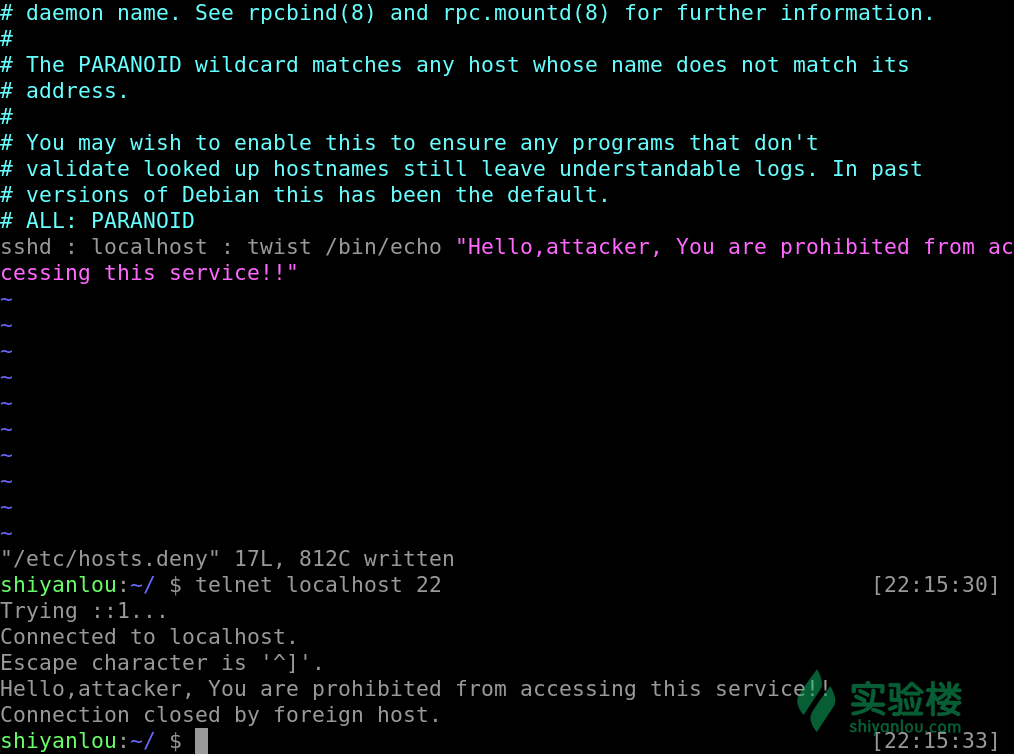 # daemon name. See rpcbind(8) and rpc.mountd(8) for further information.
#
# The PARANOID wildcard matches any host whose name does not match its
# address.
#
# You may wish to enable this to ensure any programs that don't
# validate looked up hostnames still leave understandable logs. In past
# versions of Debian this has been the default.
# ALL: PARANOID
sshd : localhost : twist /bin/echo "Hello,attacker, You are prohibited from ac
cessing this service!!"
~
~
~
~
~
~
~
~
~
~
"/etc/hosts.deny" 17L, 812C written
shiyanlou:~/ $ telnet localhost 22 [22:15:30]
Trying ::1...
Connected to localhost.
Escape character is '^]'.
Hello,attacker, You are prohibited from accessing this service!!
Connection closed by foreign host.
shiyanlou:~/ $ [22:15:33]
实验楼
shiyanlou.com